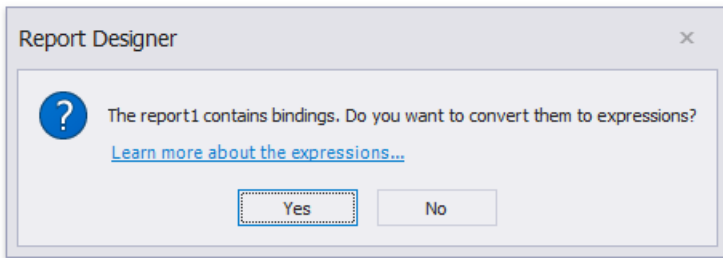 Report Designer
The report1 contains bindings. Do you want to convert them to expressions?
Learn more about the expressions...
Yes No